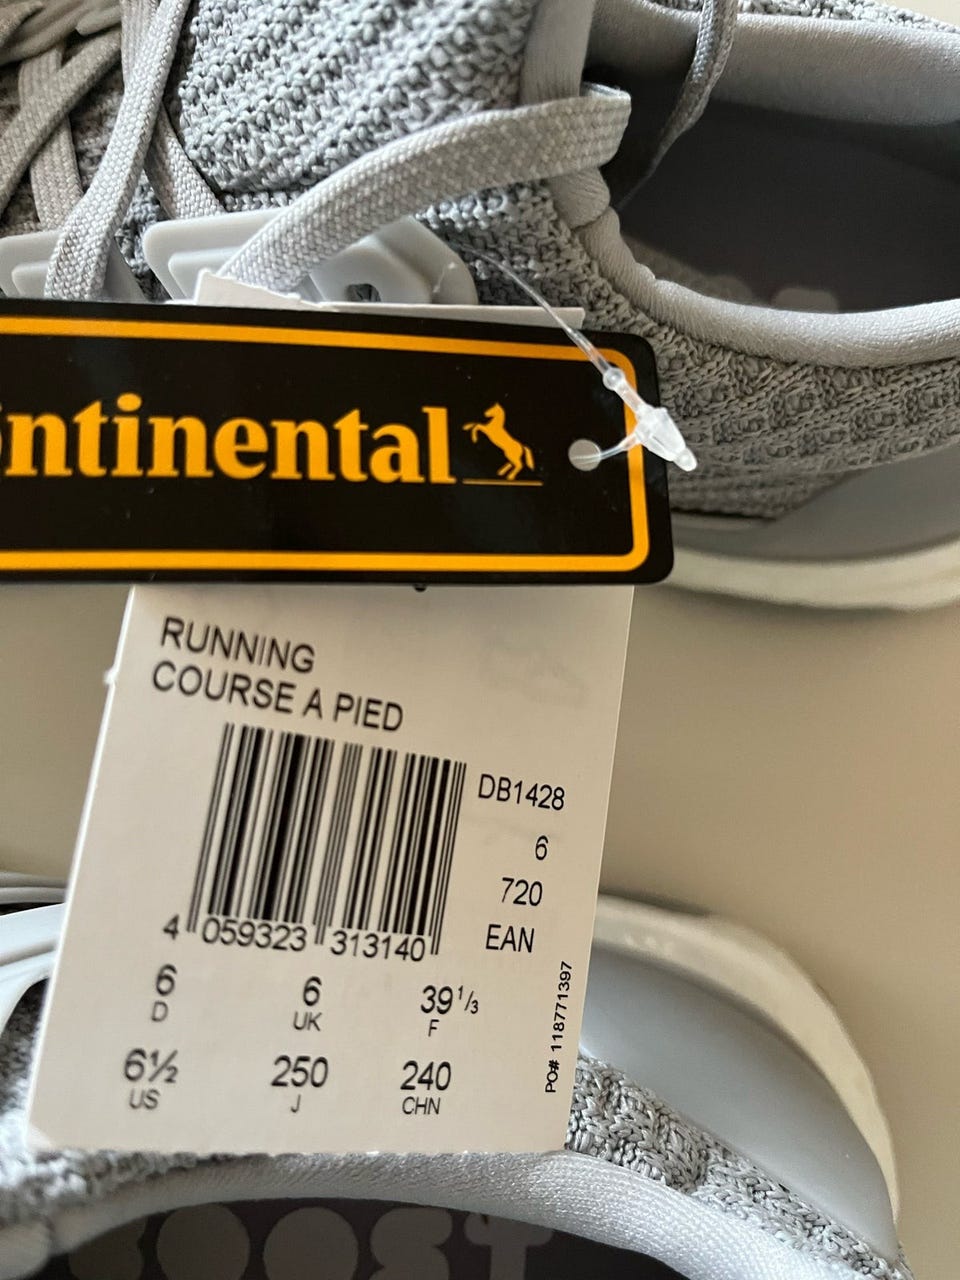 ntinental
RUNNING
COURSE A PIED
DB1428
6
720
EAN
4 059323 313140
6 6 39 1/3
D UK F
6½ 250 240
US J CHN
PO# 118771397